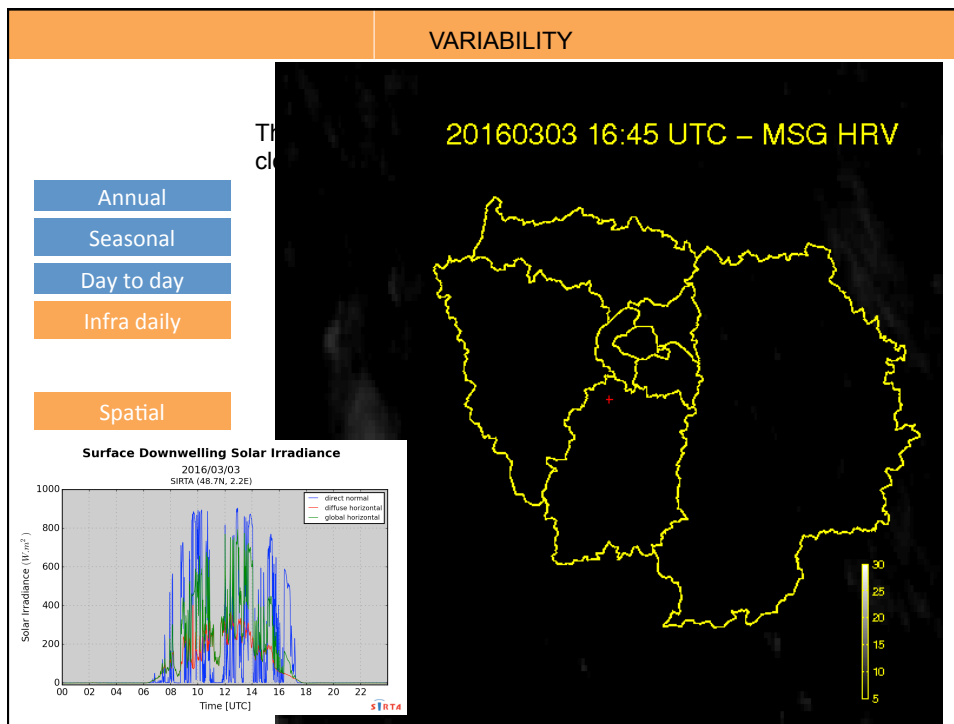 VARIABILITY
20160303 16:45 UTC – MSG HRV
Annual
Seasonal
Day to day
Infra daily
Spatial
30
25
20
15
10
5
Surface Downwelling Solar Irradiance
2016/03/03
SIRTA (48.7N, 2.2E)
direct normal
diffuse horizontal
global horizontal
Solar Irradiance (W.m²)
1000
800
600
400
200
0
00 02 04 06 08 10 12 14 16 18 20 22
Time [UTC]
SIRTA